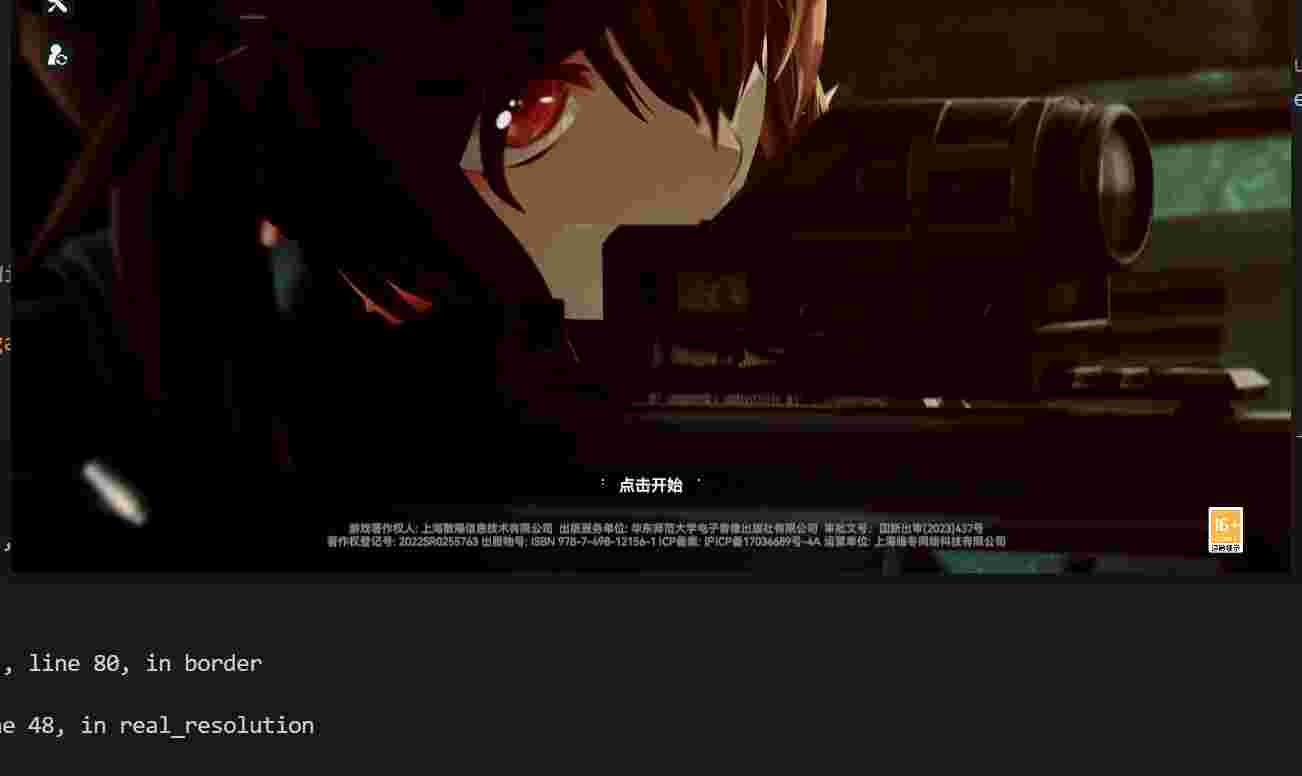 点击开始
游戏著作权人: 上海散爆信息技术有限公司 出版服务单位: 华东师范大学电子音像出版社有限公司 审批文号: 国新出审[2023]437号
著作权登记号: 2022SR0255763 出版物号: ISBN 978-7-498-12156-1 ICP备案: 沪ICP备17036689号-4A 运营单位: 上海暗冬网络科技有限公司
16+
, line 80, in border
e 48, in real_resolution